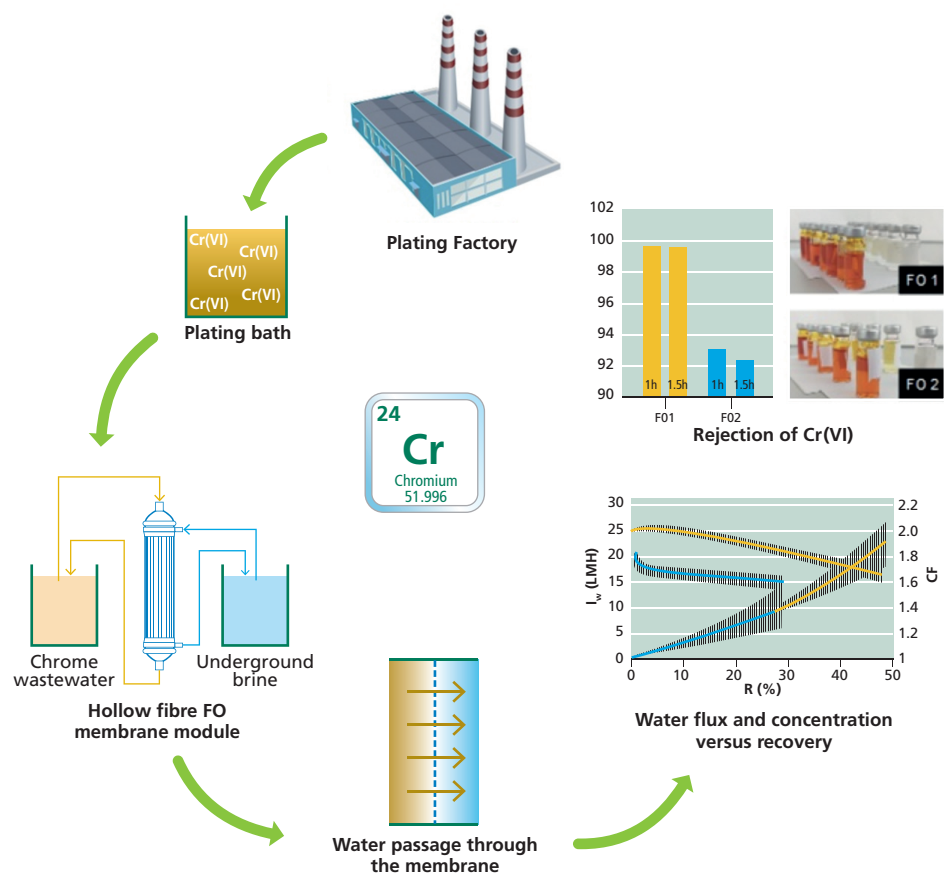 Plating Factory
Cr(VI)
Cr(VI)
Cr(VI)
Cr(VI)
Cr(VI)
Plating bath
102
100
98
96
94
92
90
1h
1.5h
1h
1.5h
F01
F02
Rejection of Cr(VI)
FO 1
FO 2
24
Cr
Chromium
51.996
Chrome
wastewater
Underground
brine
Hollow fibre FO
membrane module
Water passage through
the membrane
30
25
20
15
10
5
0
Iw (LMH)
2.2
2.0
1.8
1.6
1.4
1.2
1
CF
0
10
20
30
40
50
R (%)
Water flux and concentration
versus recovery